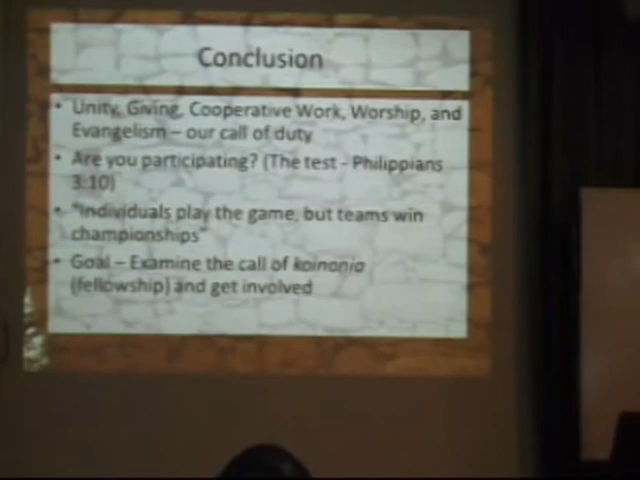 Conclusion
• Unity, Giving, Cooperative Work, Worship, and
Evangelism – our call of duty
• Are you participating? (The test - Philippians
3:10)
• "Individuals play the game, but teams win
championships"
• Goal – Examine the call of koinonia
(fellowship) and get involved